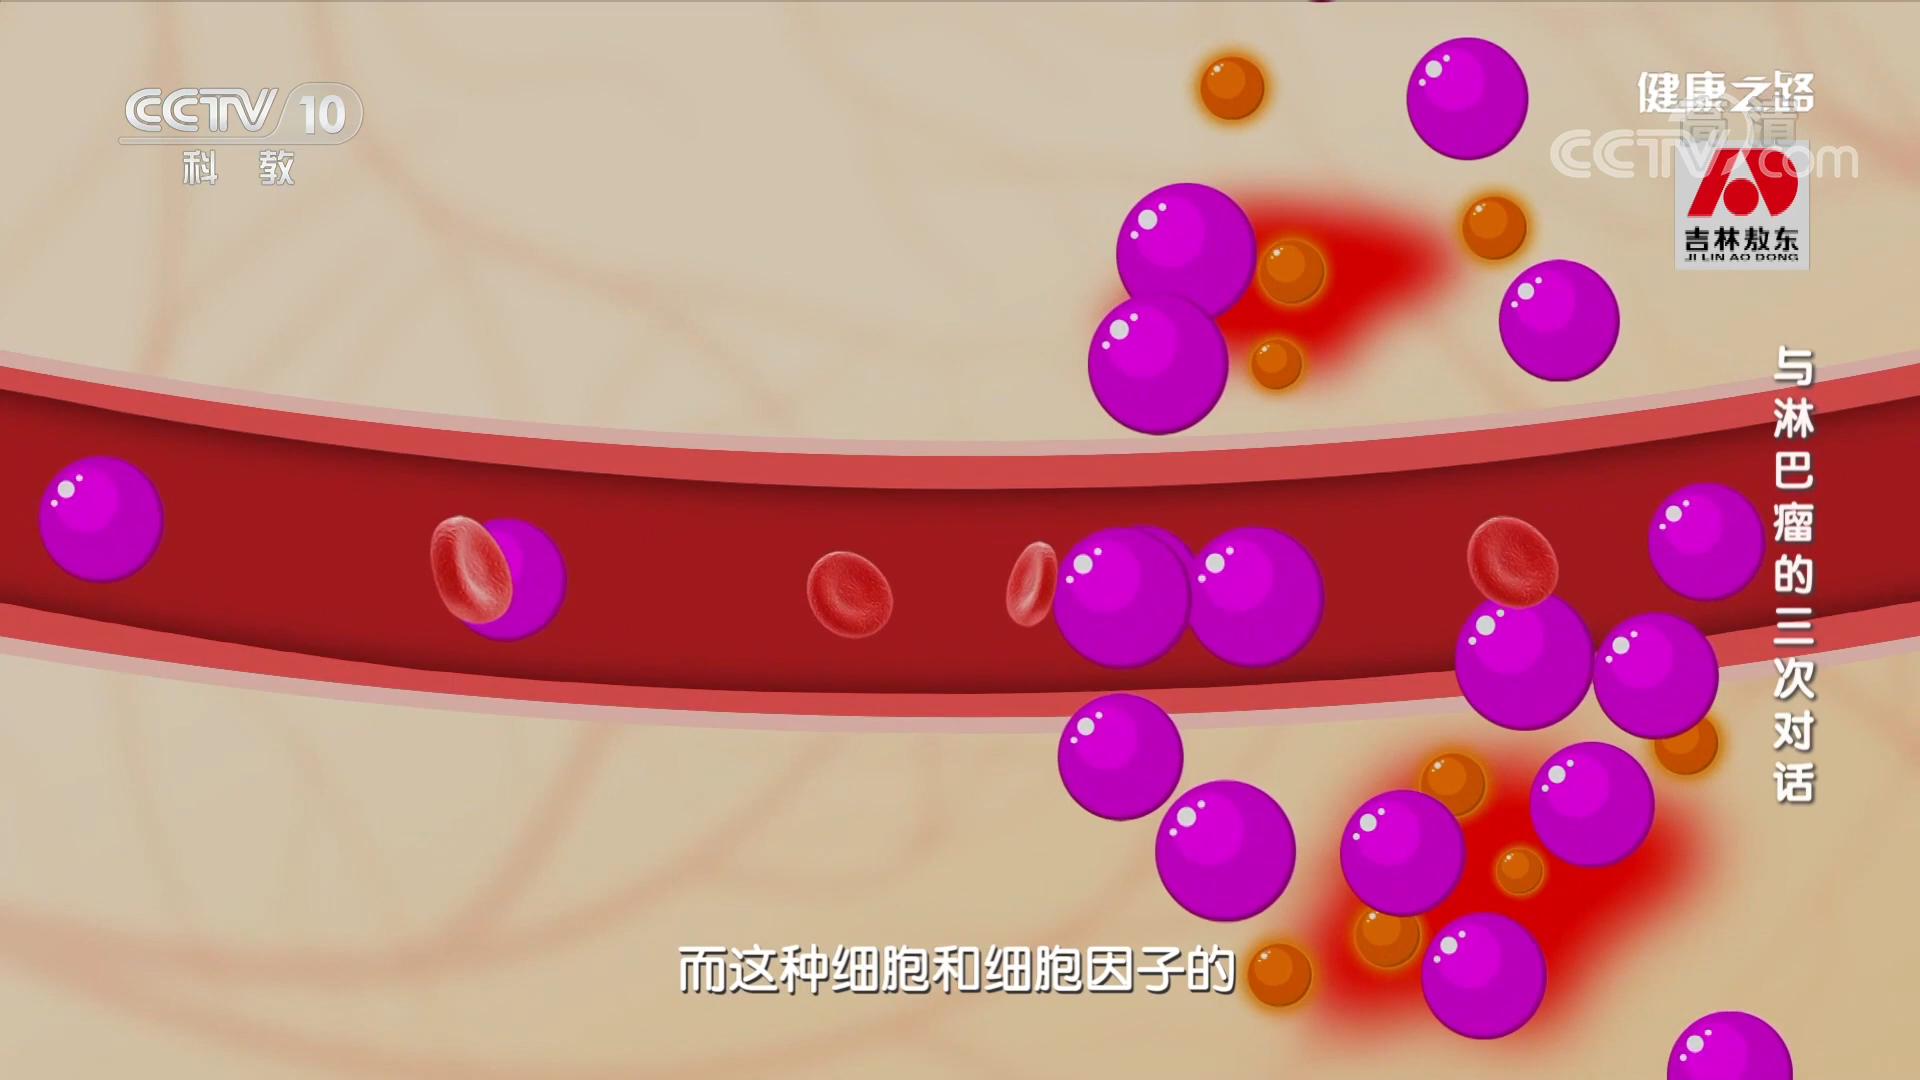 CCTV 10
科 教
健康之路
高清
CCTV.com
吉林敖东
JI LIN AO DONG
与淋巴瘤的三次对话
而这种细胞和细胞因子的